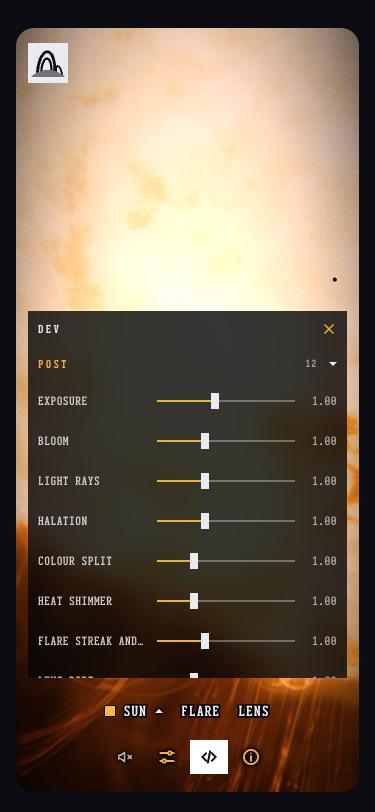 DEV
POST 12
EXPOSURE 1.00
BLOOM 1.00
LIGHT RAYS 1.00
HALATION 1.00
COLOUR SPLIT 1.00
HEAT SHIMMER 1.00
FLARE STREAK AND… 1.00
SUN FLARE LENS